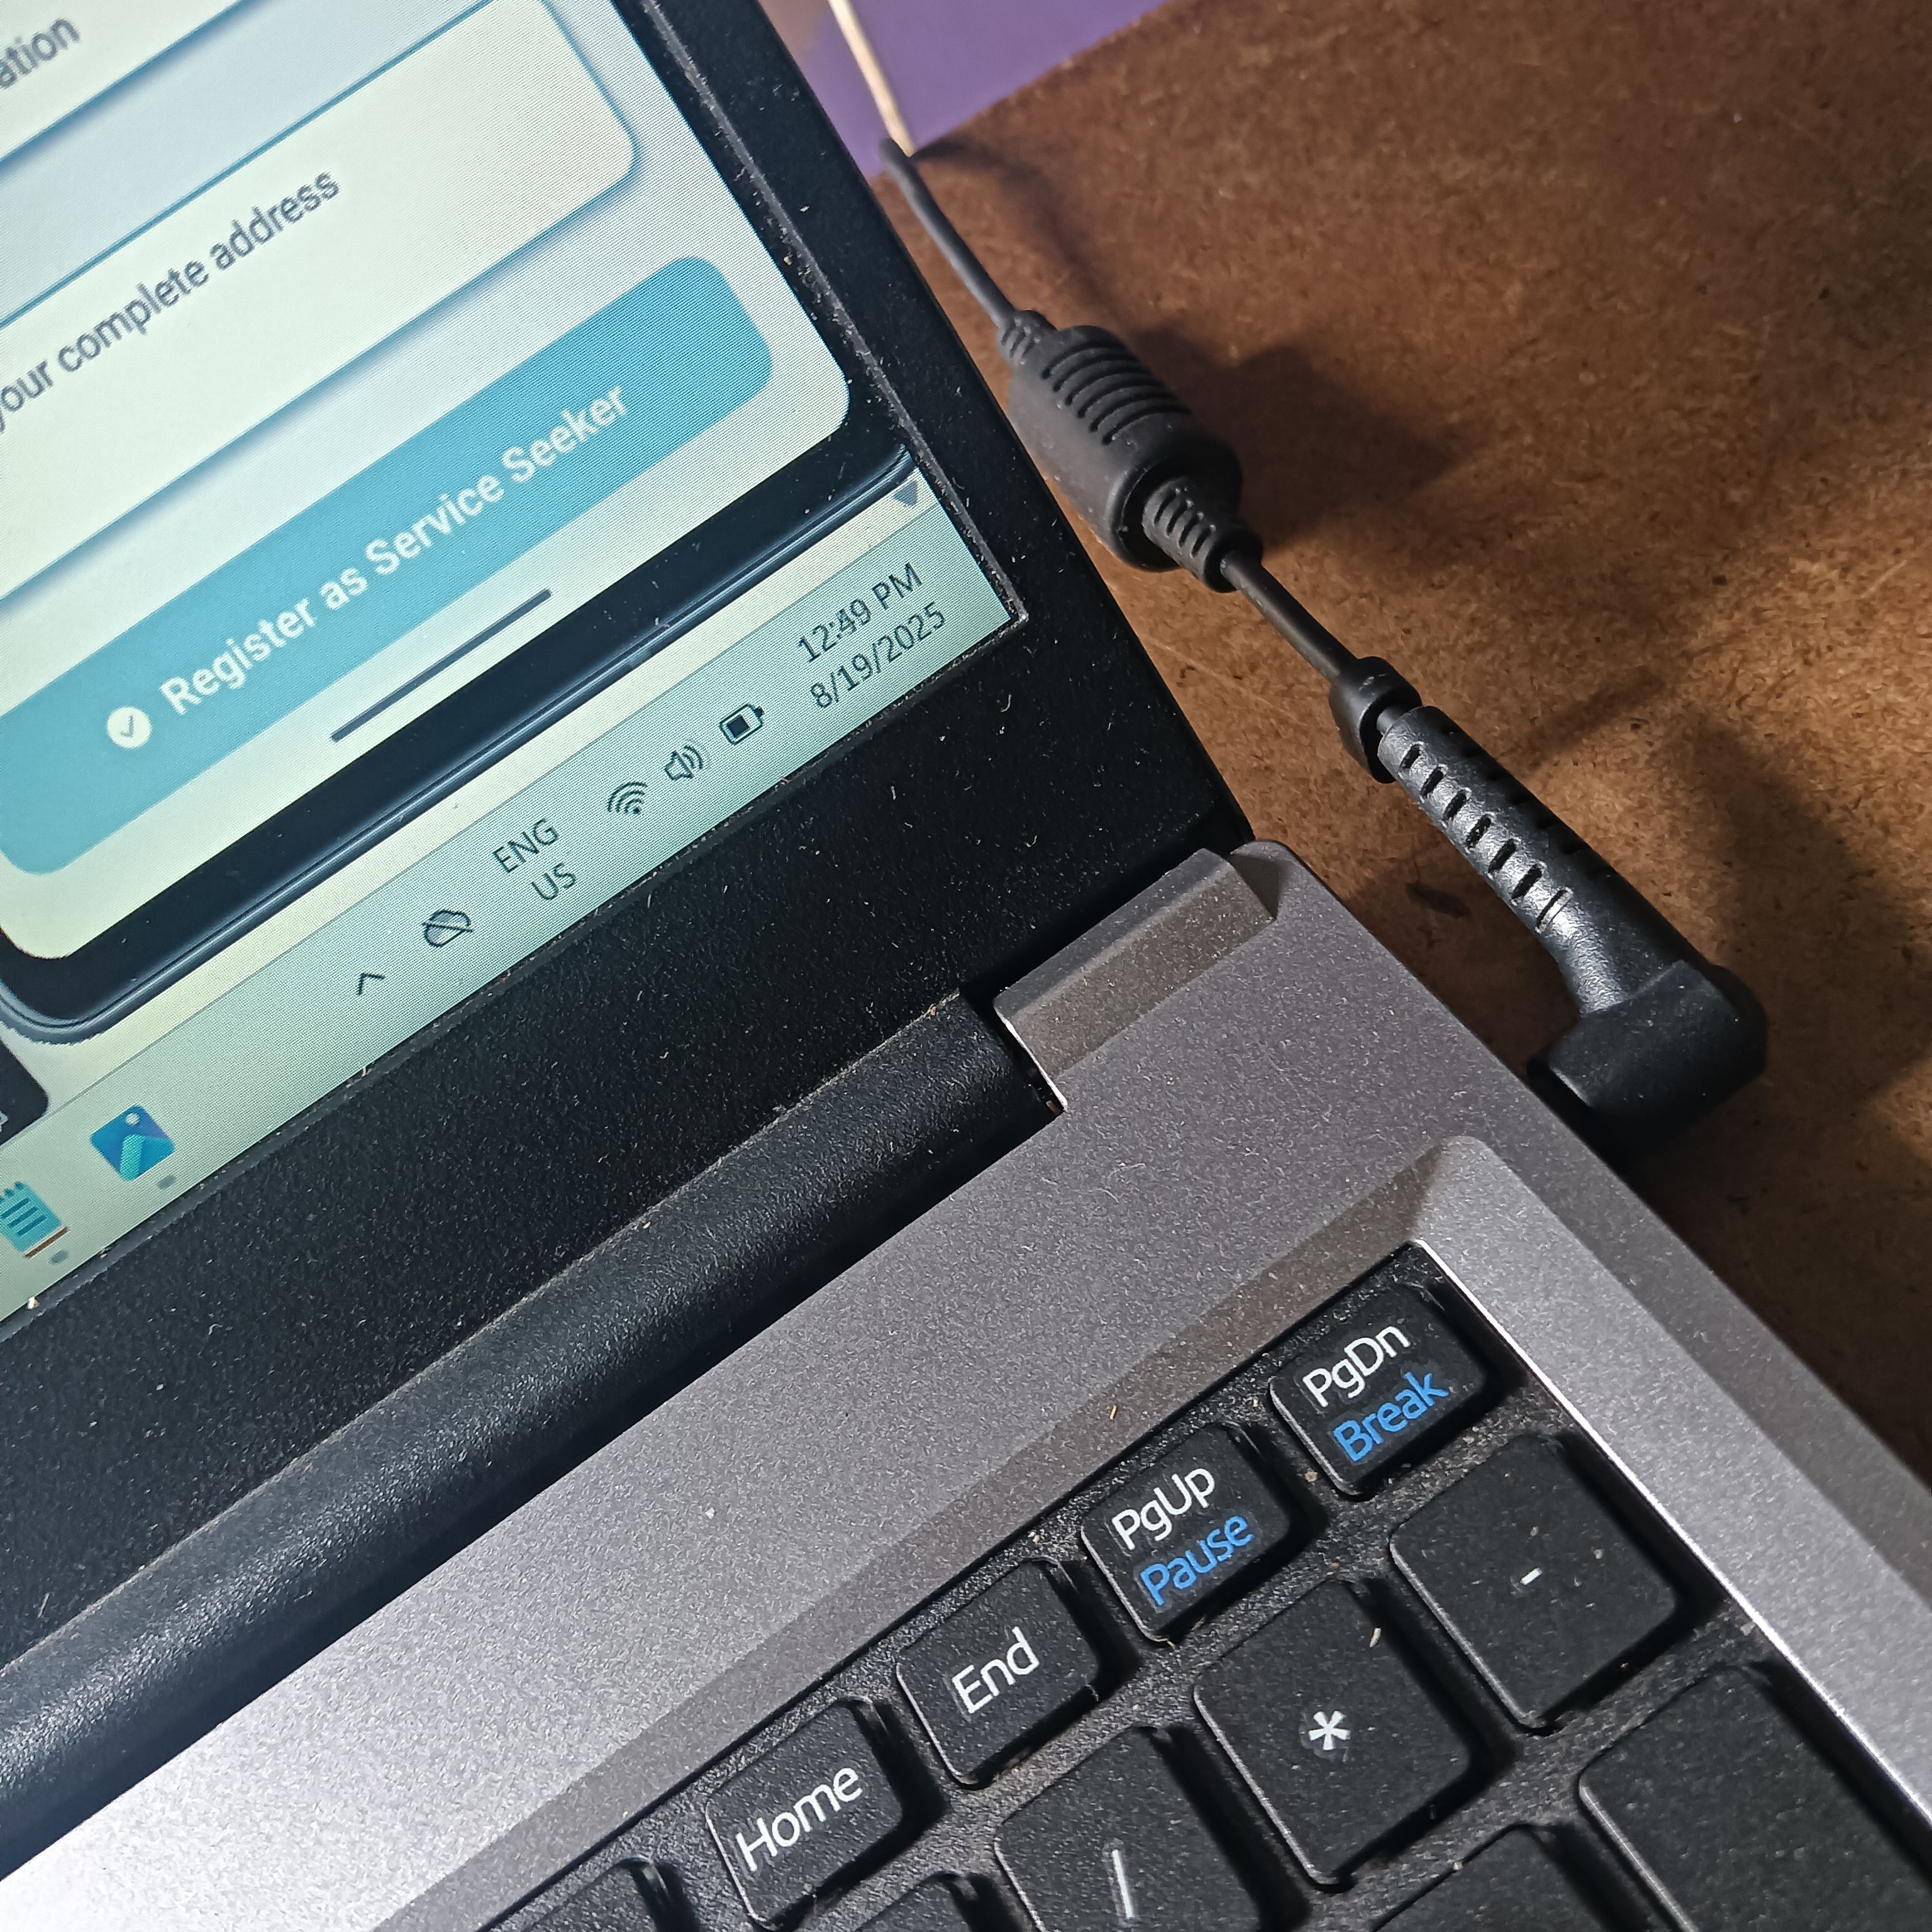 ation
your complete address
Register as Service Seeker
12:49 PM
8/19/2025
ENG
US
PgDn
Break
PgUp
Pause
End
Home
-
*
/